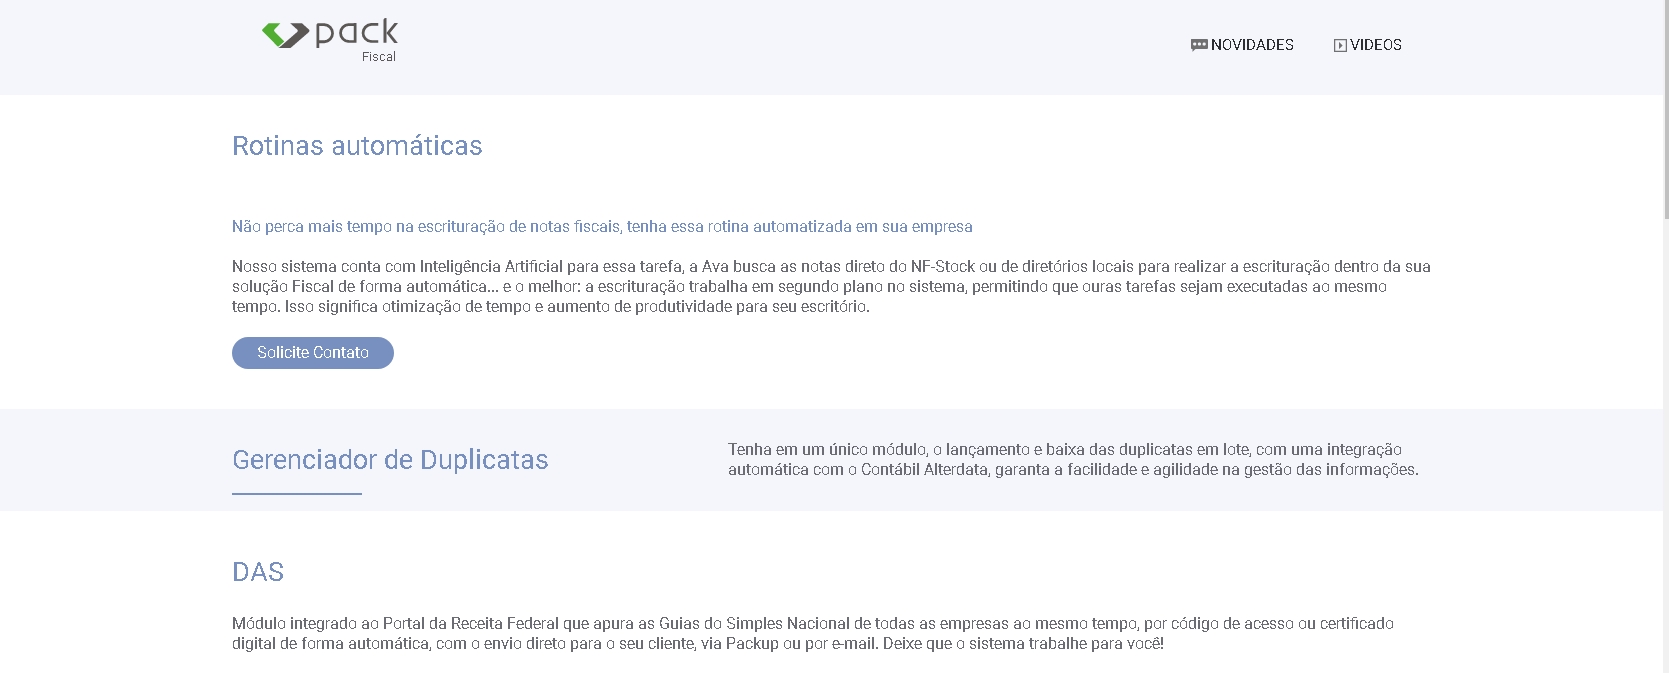 pack
Fiscal
NOVIDADES
VIDEOS
Rotinas automáticas
Não perca mais tempo na escrituração de notas fiscais, tenha essa rotina automatizada em sua empresa
Nosso sistema conta com Inteligência Artificial para essa tarefa, a Ava busca as notas direto do NF-Stock ou de diretórios locais para realizar a escrituração dentro da sua
solução Fiscal de forma automática... e o melhor: a escrituração trabalha em segundo plano no sistema, permitindo que ouras tarefas sejam executadas ao mesmo
tempo. Isso significa otimização de tempo e aumento de produtividade para seu escritório.
Solicite Contato
Gerenciador de Duplicatas
Tenha em um único módulo, o lançamento e baixa das duplicatas em lote, com uma integração
automática com o Contábil Alterdata, garanta a facilidade e agilidade na gestão das informações.
DAS
Módulo integrado ao Portal da Receita Federal que apura as Guias do Simples Nacional de todas as empresas ao mesmo tempo, por código de acesso ou certificado
digital de forma automática, com o envio direto para o seu cliente, via Packup ou por e-mail. Deixe que o sistema trabalhe para você!